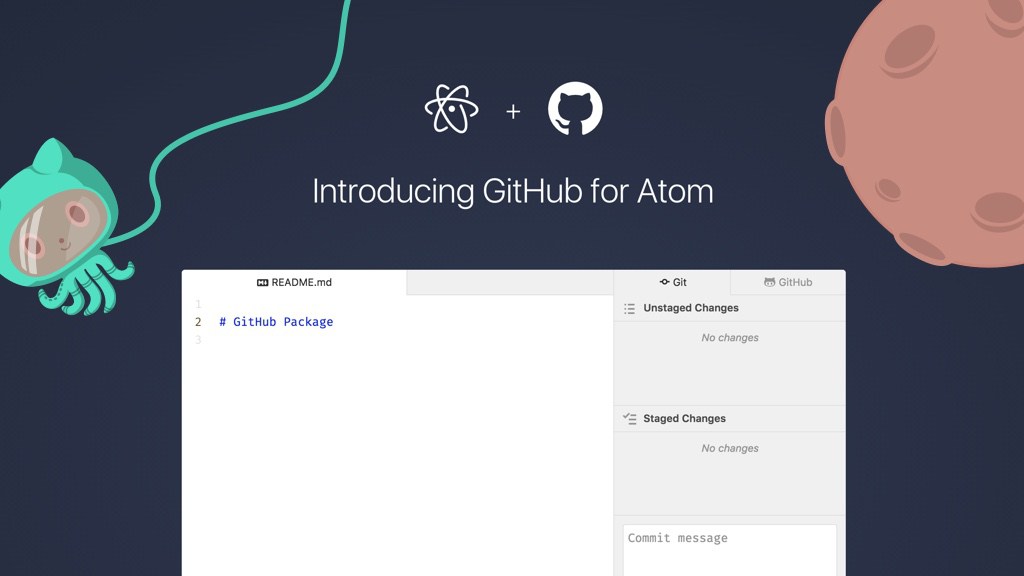 +
Introducing GitHub for Atom
README.md
Git
GitHub
1
2 # GitHub Package
3
Unstaged Changes
No changes
Staged Changes
No changes
Commit message